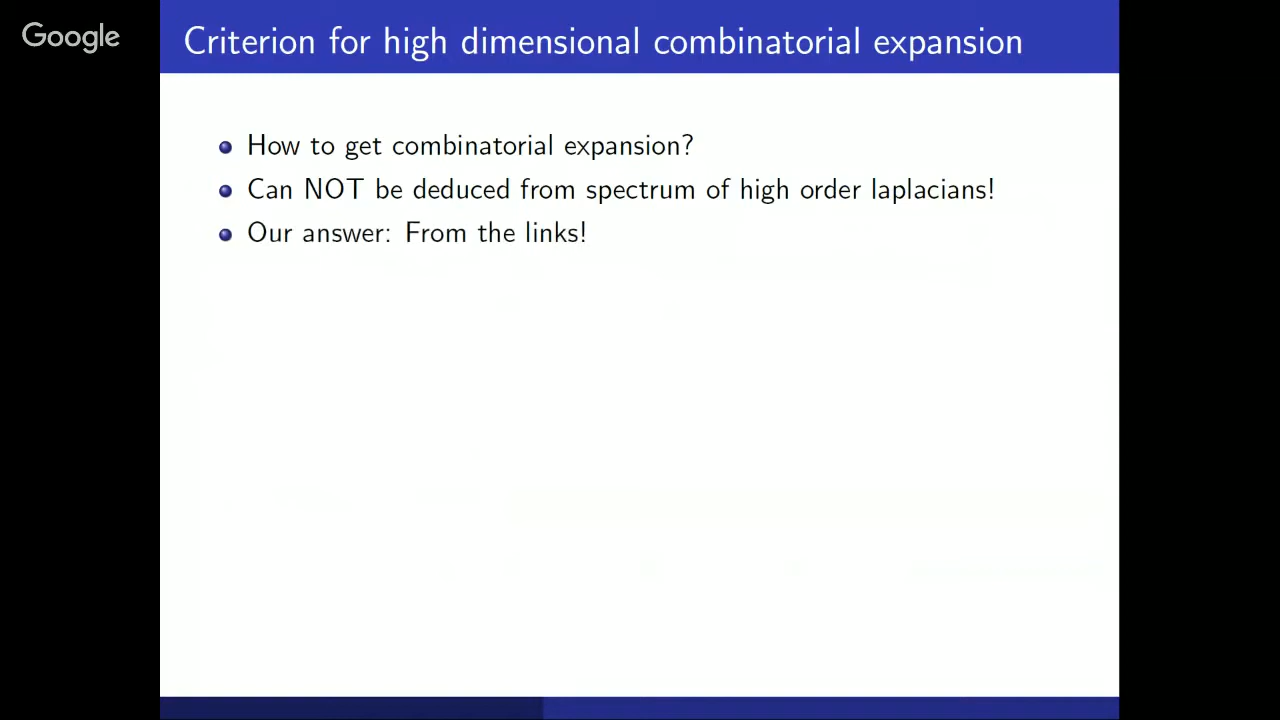 Google
Criterion for high dimensional combinatorial expansion
How to get combinatorial expansion?
Can NOT be deduced from spectrum of high order laplacians!
Our answer: From the links!